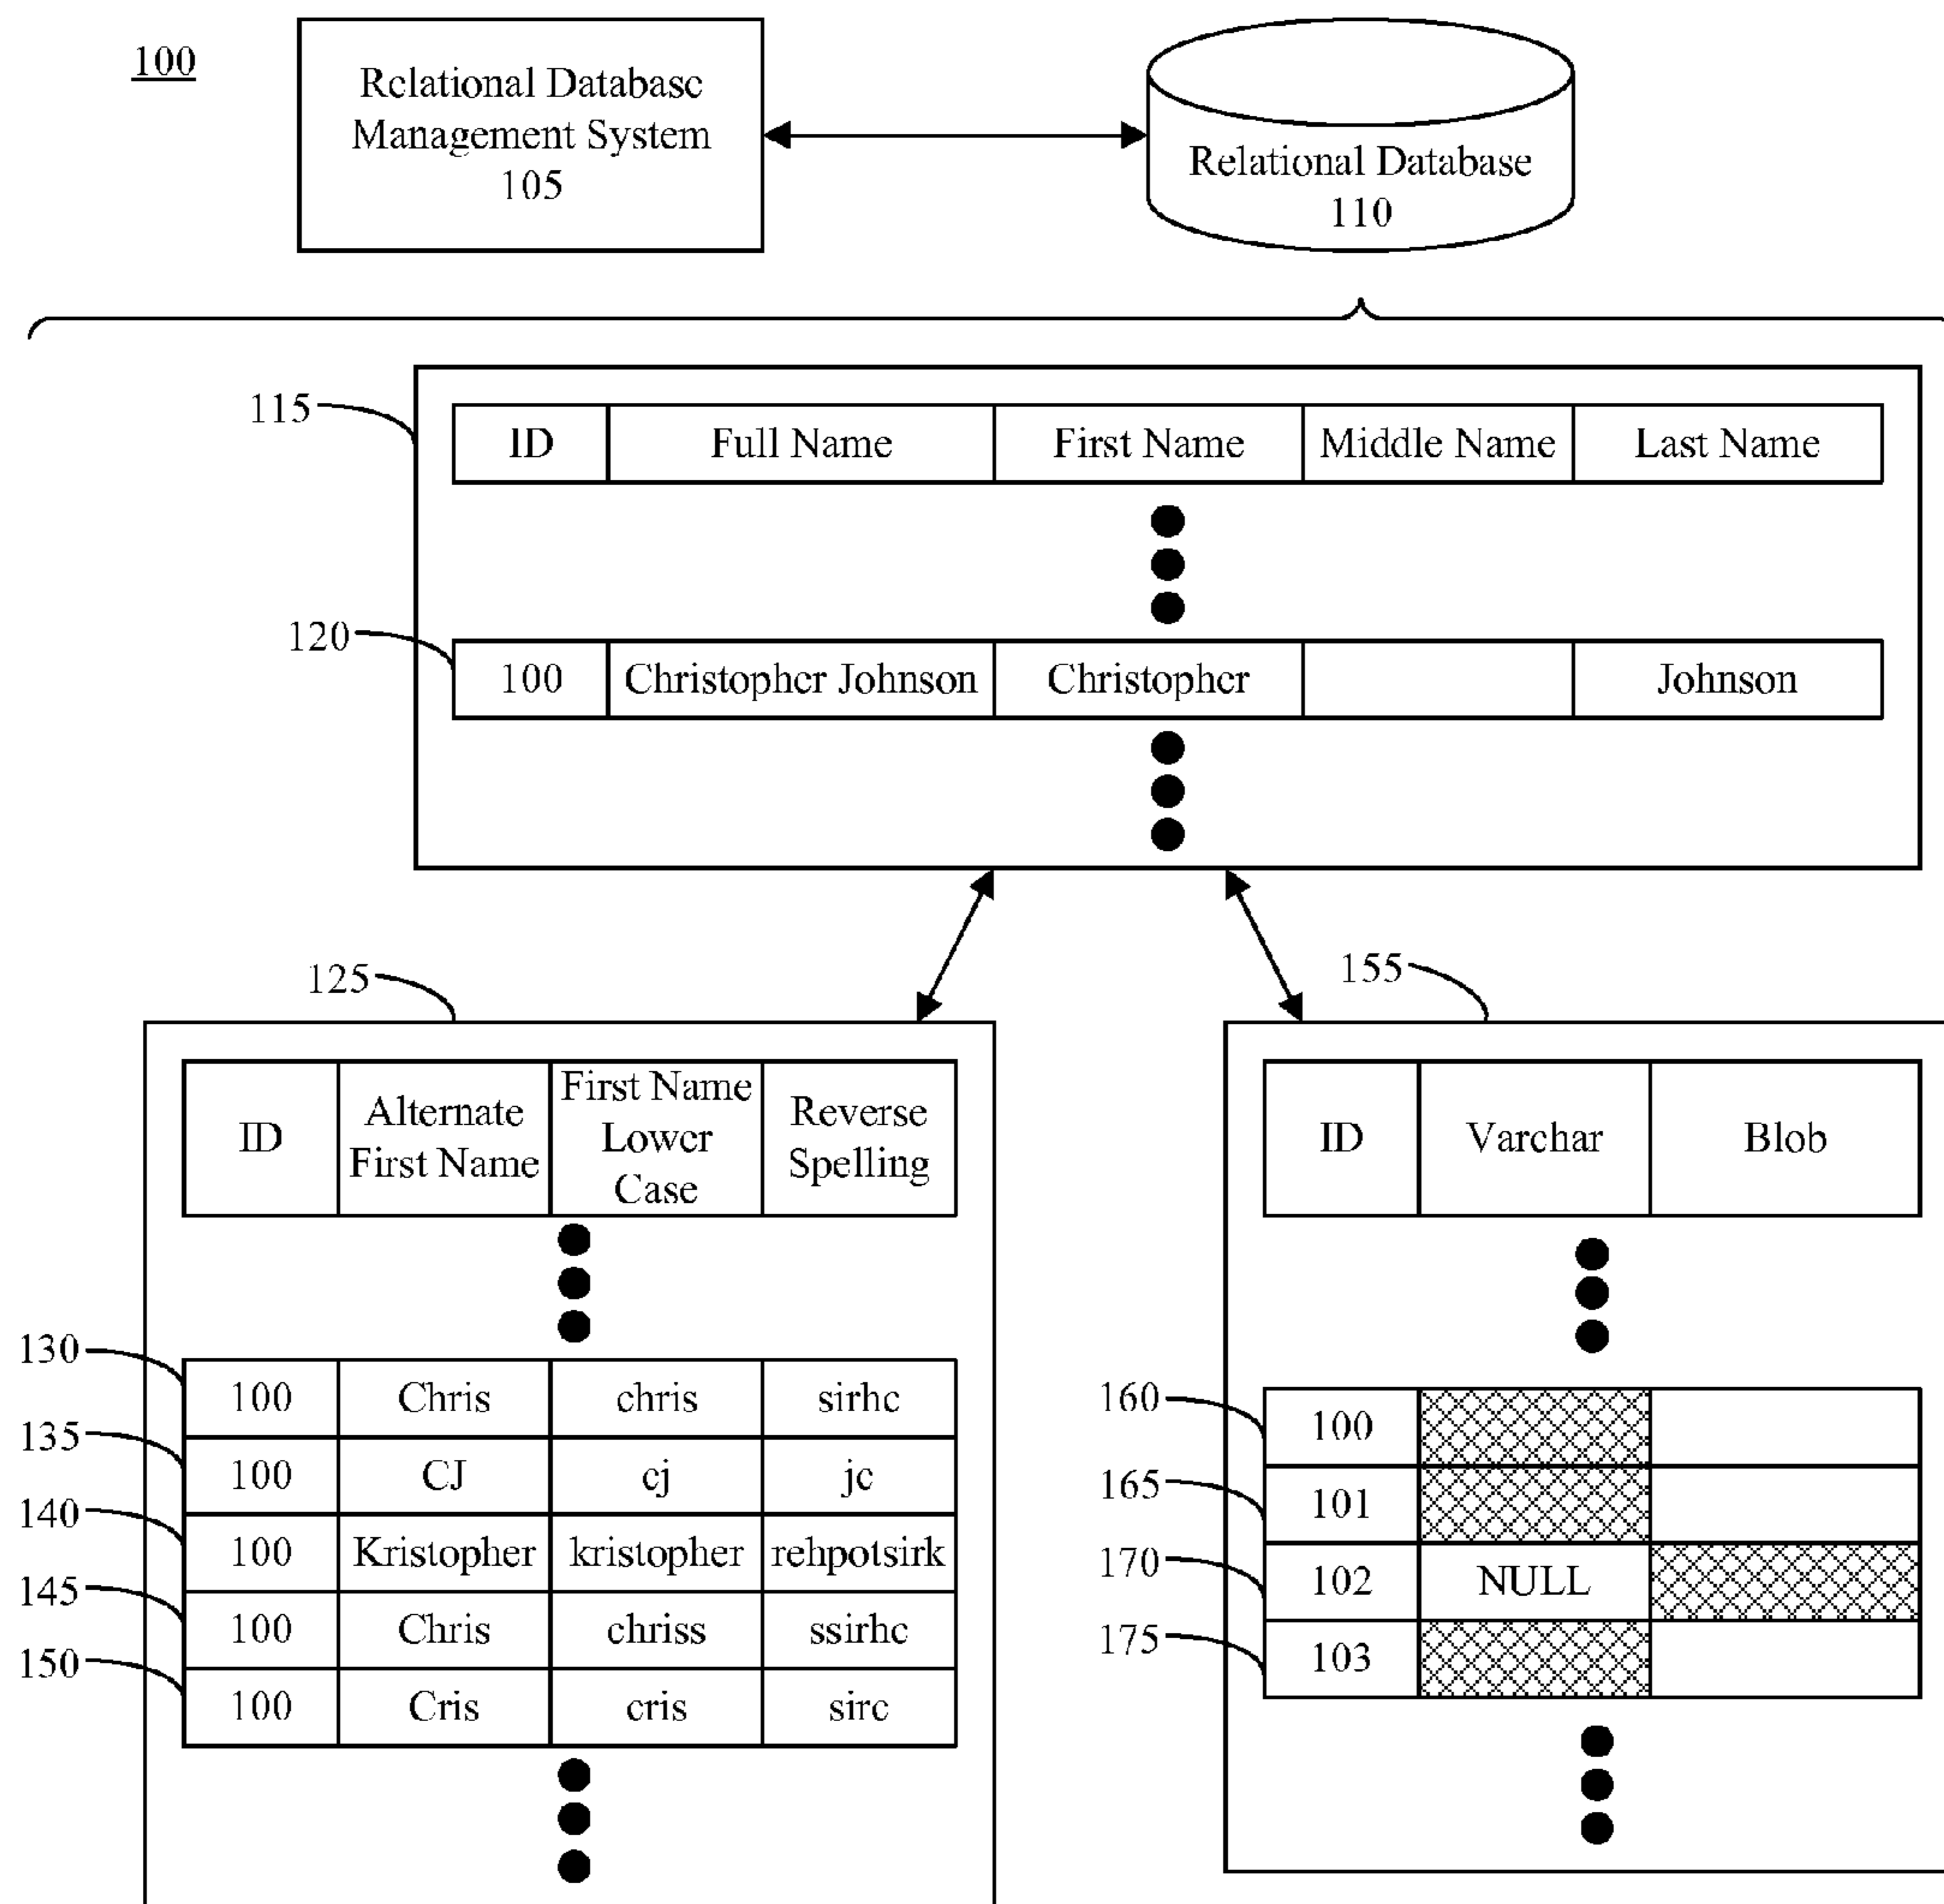 100
Relational Database
Management System
105
Relational Database
110
115
ID Full Name First Name Middle Name Last Name
120
100 Christopher Johnson Christopher Johnson
125
155
ID Alternate First Name First Name Lower Case Reverse Spelling
ID Varchar Blob
130
100 Chris chris sirhc
135
100 CJ cj jc
140
100 Kristopher kristopher rehpotsirk
145
100 Chris chriss ssirhc
150
100 Cris cris sirc
160
100
165
101
170
102 NULL
175
103